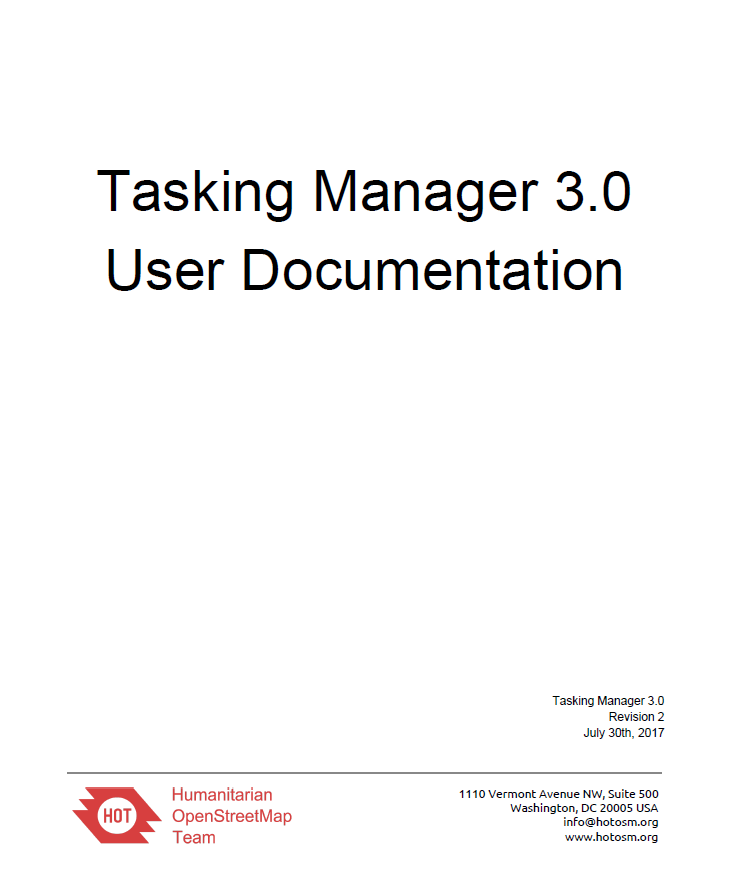 Tasking Manager 3.0
User Documentation
Tasking Manager 3.0
Revision 2
July 30th, 2017
HOT
Humanitarian
OpenStreetMap
Team
1110 Vermont Avenue NW, Suite 500
Washington, DC 20005 USA
info@hotosm.org
www.hotosm.org